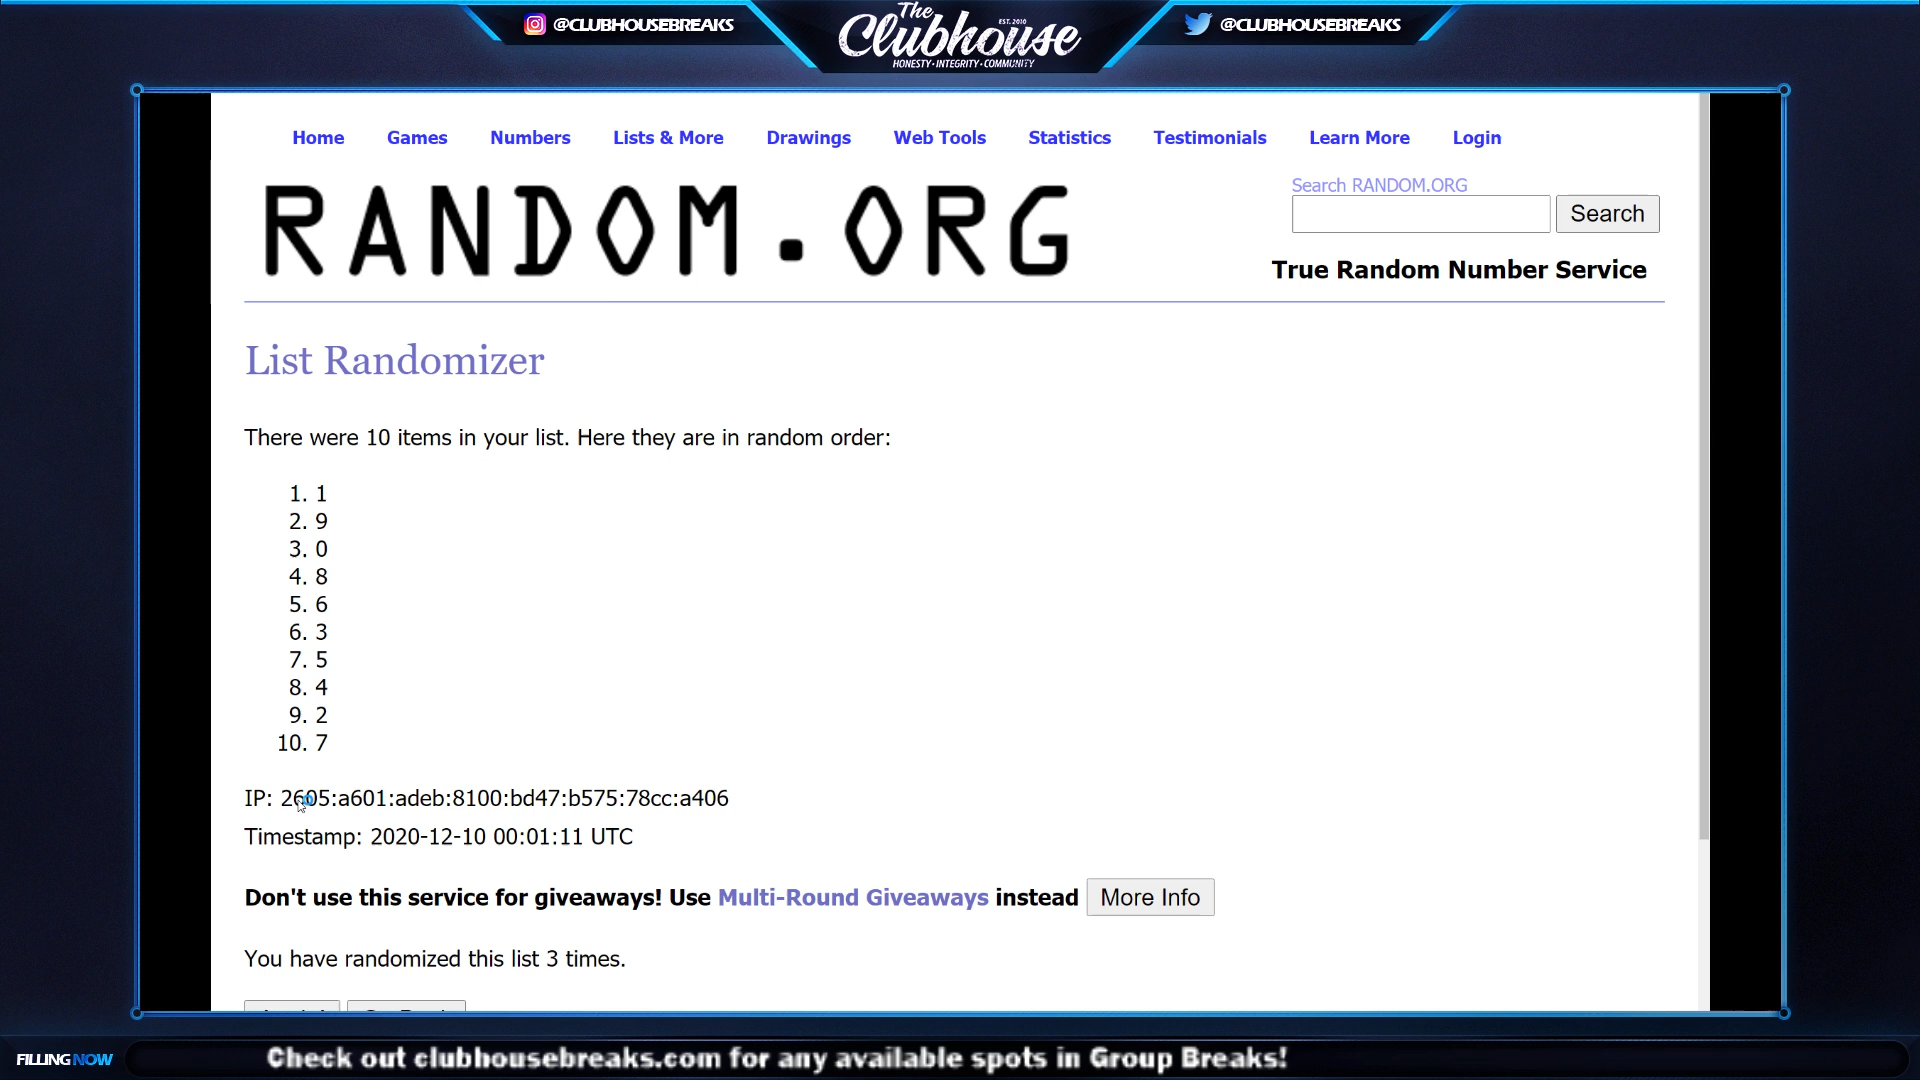 @CLUBHOUSEBREAKS
The Clubhouse
EST. 2010
HONESTY • INTEGRITY • COMMUNITY
@CLUBHOUSEBREAKS
Home Games Numbers Lists & More Drawings Web Tools Statistics Testimonials Learn More Login
RANDOM.ORG
Search RANDOM.ORG
Search
True Random Number Service
List Randomizer
There were 10 items in your list. Here they are in random order:
1. 1
2. 9
3. 0
4. 8
5. 6
6. 3
7. 5
8. 4
9. 2
10. 7
IP: 2605:a601:adeb:8100:bd47:b575:78cc:a406
Timestamp: 2020-12-10 00:01:11 UTC
Don't use this service for giveaways! Use Multi-Round Giveaways instead More Info
You have randomized this list 3 times.
FILLING NOW Check out clubhousebreaks.com for any available spots in Group Breaks!